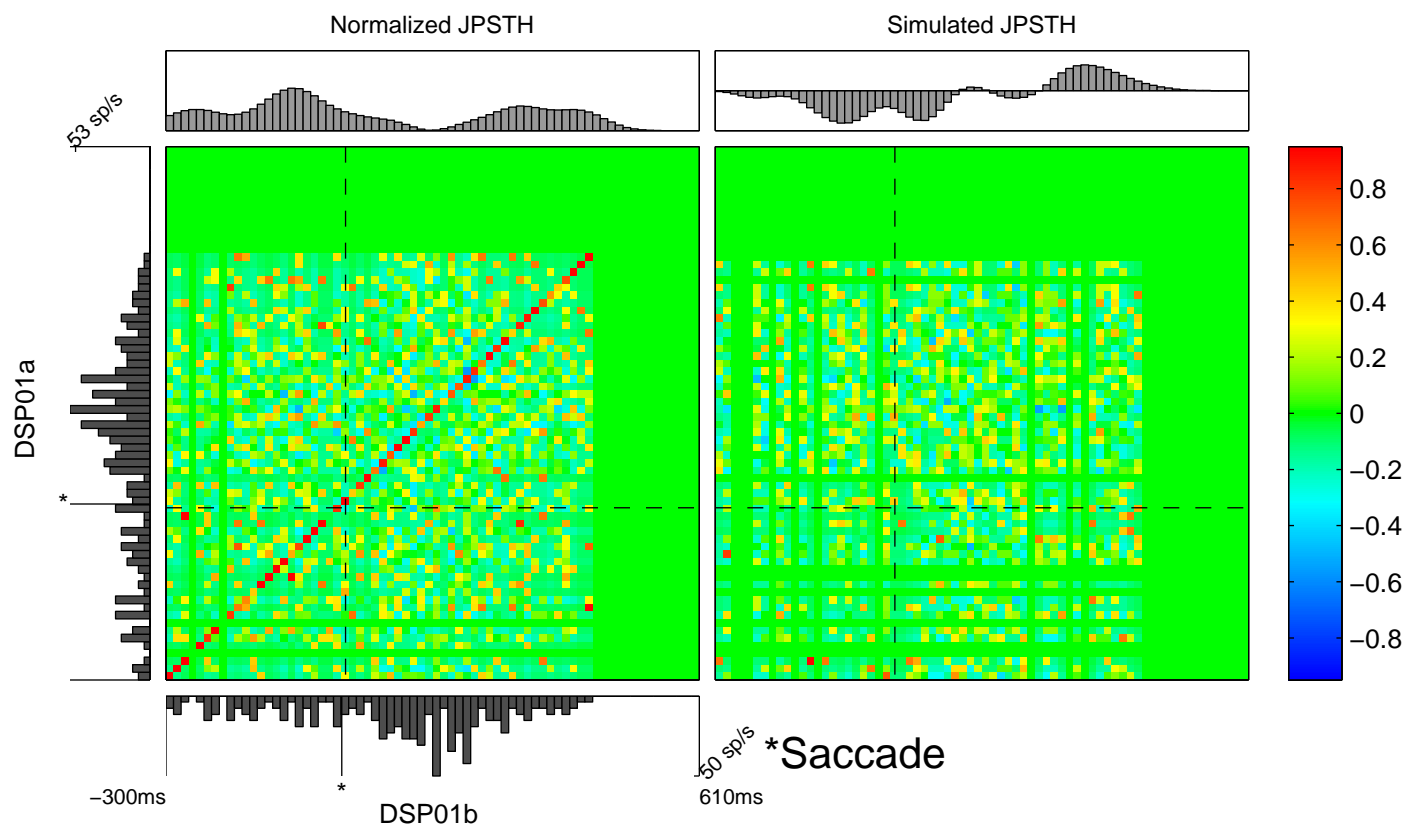 Normalized JPSTH
Simulated JPSTH
53 sp/s
DSP01a
*
0.8
0.6
0.4
0.2
0
−0.2
−0.4
−0.6
−0.8
50 sp/s
*Saccade
−300ms
*
610ms
DSP01b